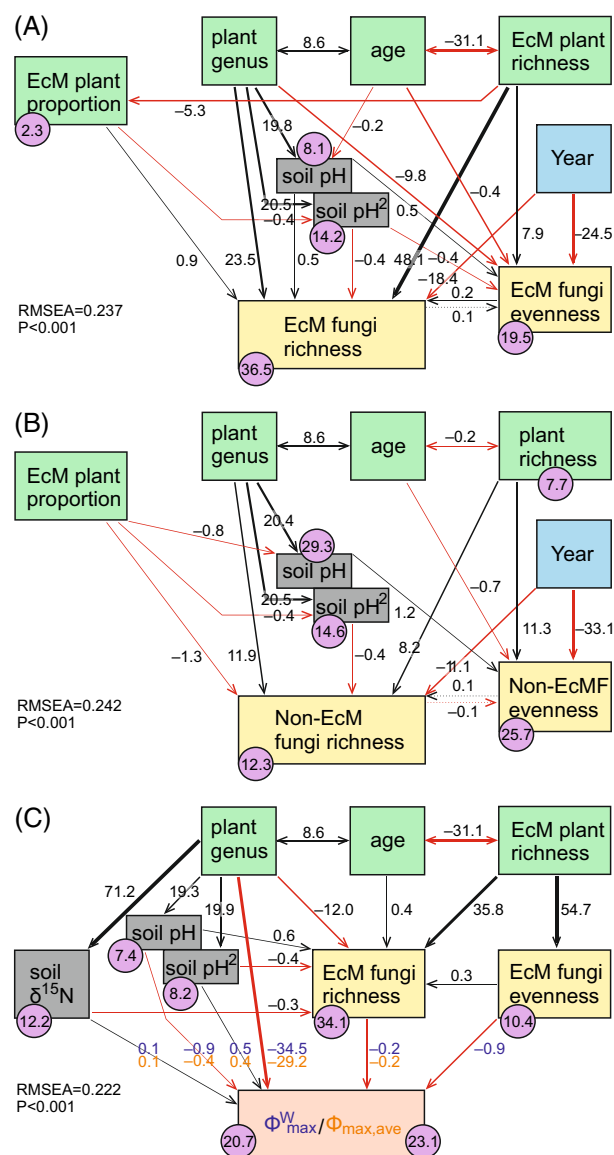 (A)
plant
genus
8.6
age
–31.1
EcM plant
richness
EcM plant
proportion
2.3
–5.3
19.8
–0.2
8.1
soil pH
–9.8
Year
20.5
–0.4
soil pH2
0.5
–0.4
14.2
0.9
23.5
0.5
–0.4
48.1
–0.4
–18.4
7.9
–24.5
RMSEA=0.237
P<0.001
EcM fungi
richness
36.5
0.2
0.1
EcM fungi
evenness
19.5
(B)
plant
genus
8.6
age
–0.2
plant
richness
7.7
EcM plant
proportion
20.4
–0.8
29.3
soil pH
Year
20.5
–0.4
soil pH2
1.2
–0.7
14.6
–1.3
11.9
–0.4
8.2
–11.1
11.3
–33.1
RMSEA=0.242
P<0.001
Non-EcM
fungi richness
12.3
0.1
–0.1
Non-EcMF
evenness
25.7
(C)
plant
genus
8.6
age
–31.1
EcM plant
richness
71.2
19.3
19.9
–12.0
0.4
35.8
54.7
soil pH
7.4
0.6
soil
δ15N
12.2
soil pH2
8.2
–0.4
–0.3
EcM fungi
richness
34.1
0.3
EcM fungi
evenness
10.4
0.1 –0.9 0.5 –34.5 –0.2 –0.9
0.1 –0.4 0.4 –29.2 –0.2
RMSEA=0.222
P<0.001
ΦWmax/Φmax,ave
20.7
23.1